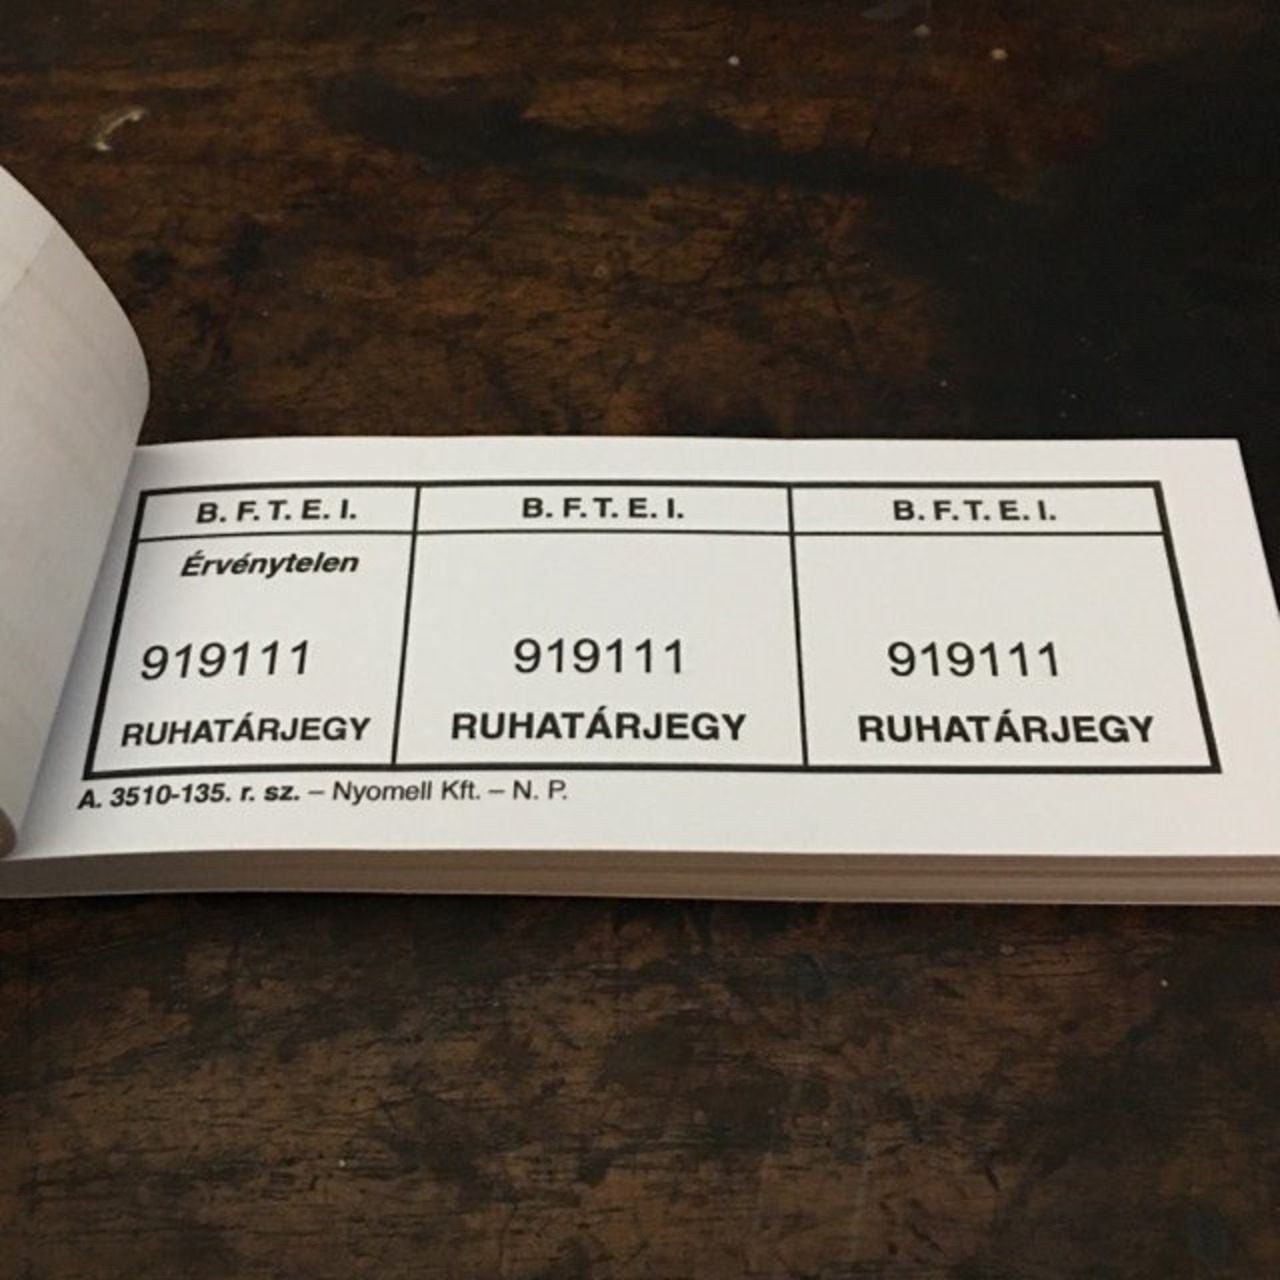 B. F. T. E. I.
Érvénytelen
919111
RUHATÁRJEGY
B. F. T. E. I.
919111
RUHATÁRJEGY
B. F. T. E. I.
919111
RUHATÁRJEGY
A. 3510-135. r. sz. – Nyomell Kft. – N. P.